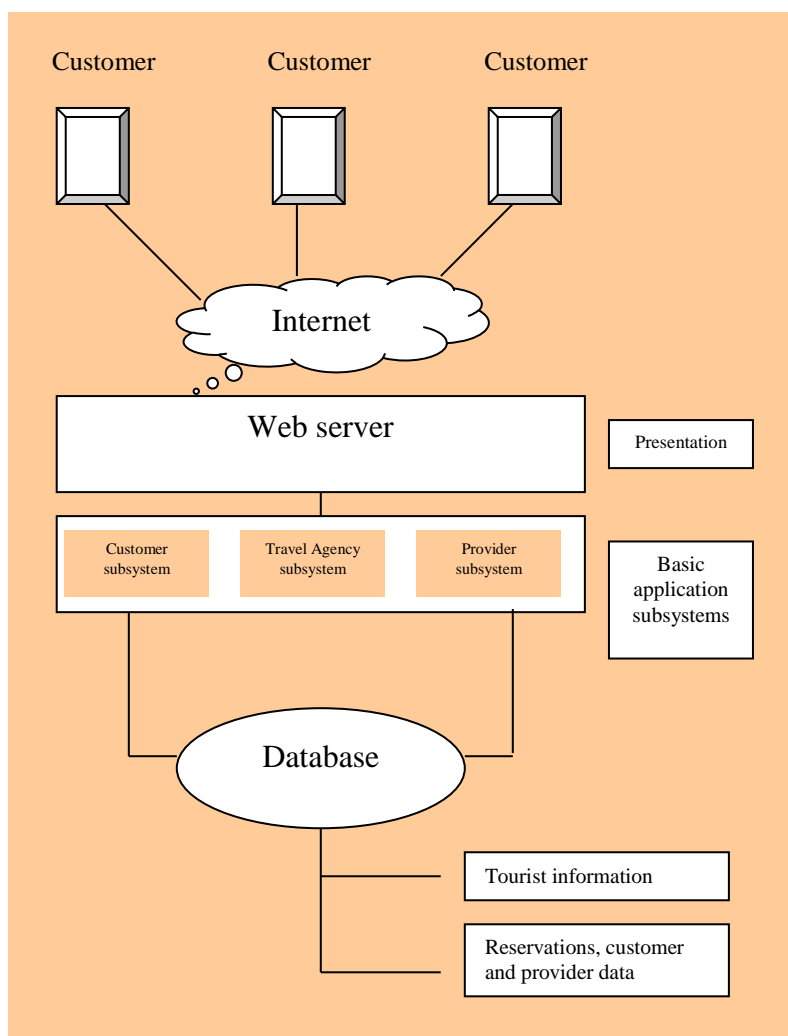 Customer
Customer
Customer
Internet
Web server
Presentation
Customer
subsystem
Travel Agency
subsystem
Provider
subsystem
Basic
application
subsystems
Database
Tourist information
Reservations, customer
and provider data